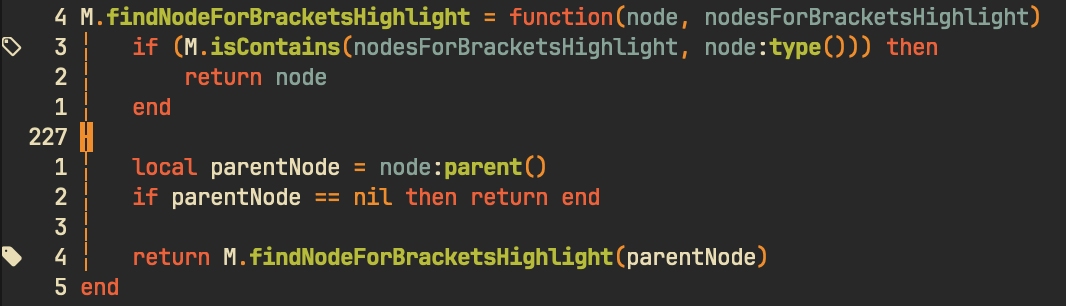 4 M.findNodeForBracketsHighlight = function(node, nodesForBracketsHighlight)
3     if (M.isContains(nodesForBracketsHighlight, node:type())) then
2         return node
1     end
227
1     local parentNode = node:parent()
2     if parentNode == nil then return end
3
4     return M.findNodeForBracketsHighlight(parentNode)
5 end